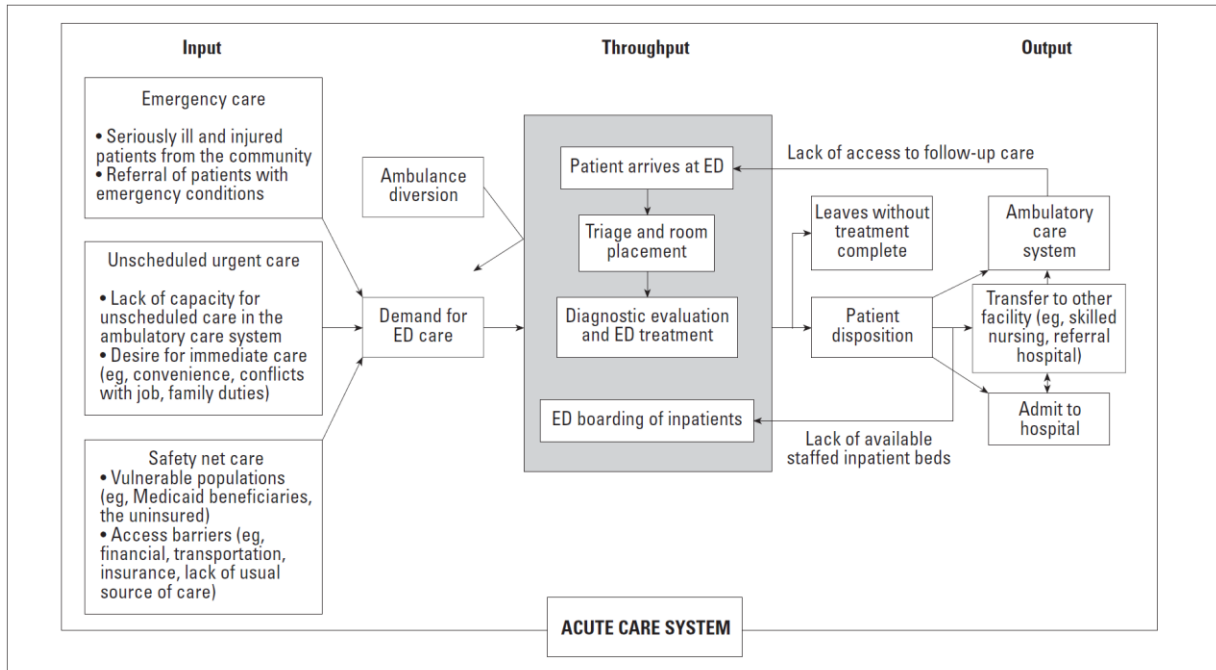 Input
Throughput
Output
Emergency care
• Seriously ill and injured
patients from the community
• Referral of patients with
emergency conditions
Unscheduled urgent care
• Lack of capacity for
unscheduled care in the
ambulatory care system
• Desire for immediate care
(eg, convenience, conflicts
with job, family duties)
Safety net care
• Vulnerable populations
(eg, Medicaid beneficiaries,
the uninsured)
• Access barriers (eg,
financial, transportation,
insurance, lack of usual
source of care)
Ambulance
diversion
Demand for
ED care
Patient arrives at ED
Triage and room
placement
Diagnostic evaluation
and ED treatment
ED boarding of inpatients
Lack of access to follow-up care
Leaves without
treatment
complete
Patient
disposition
Lack of available
staffed inpatient beds
Ambulatory
care
system
Transfer to other
facility (eg, skilled
nursing, referral
hospital)
Admit to
hospital
ACUTE CARE SYSTEM